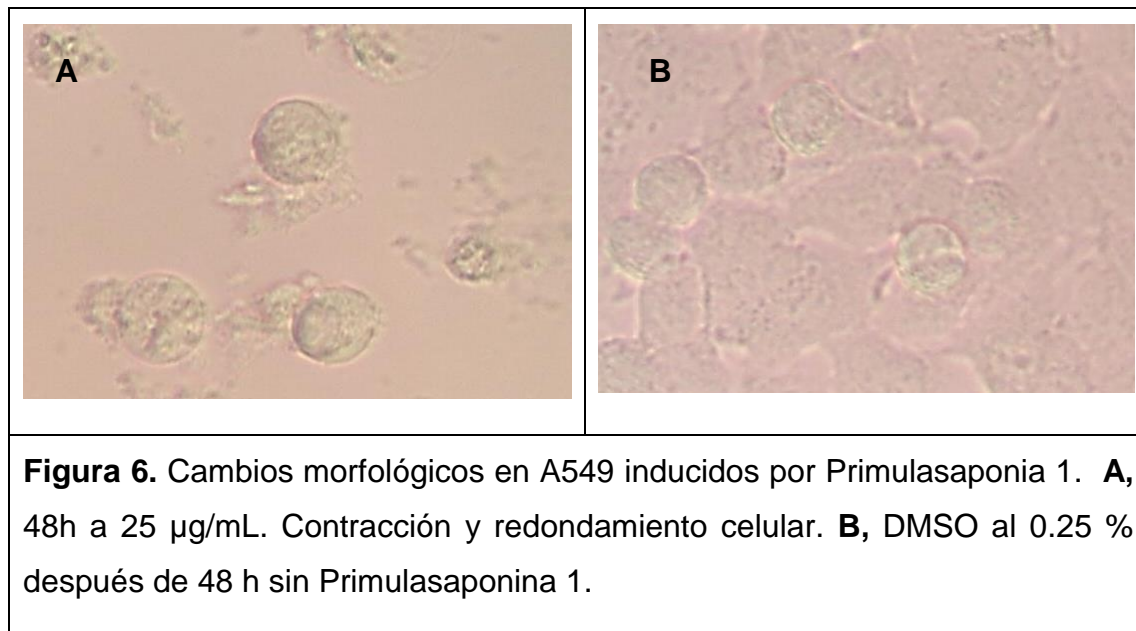 A
B
Figura 6. Cambios morfológicos en A549 inducidos por Primulasaponia 1. A,
48h a 25 µg/mL. Contracción y redondamiento celular. B, DMSO al 0.25 %
después de 48 h sin Primulasaponina 1.